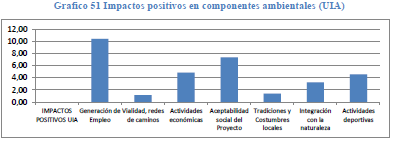 Grafico 51 Impactos positivos en componentes ambientales (UIA)
12,00
10,00
8,00
6,00
4,00
2,00
0,00
IMPACTOS POSITIVOS UIA
Generación de Empleo
Vialidad, redes de caminos
Actividades económicas
Aceptabilidad social del Proyecto
Tradiciones y Costumbres locales
Integración con la naturaleza
Actividades deportivas